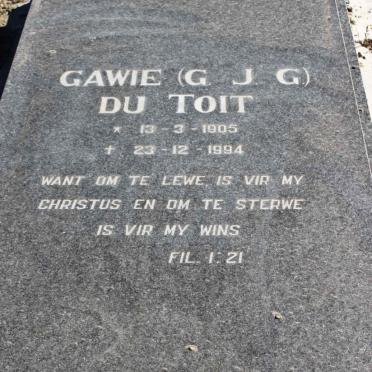 GAWIE (G J G)
DU TOIT
* 13-3-1905
† 23-12-1994
WANT OM TE LEWE IS VIR MY
CHRISTUS EN OM TE STERWE
IS VIR MY WINS
FIL. 1:21